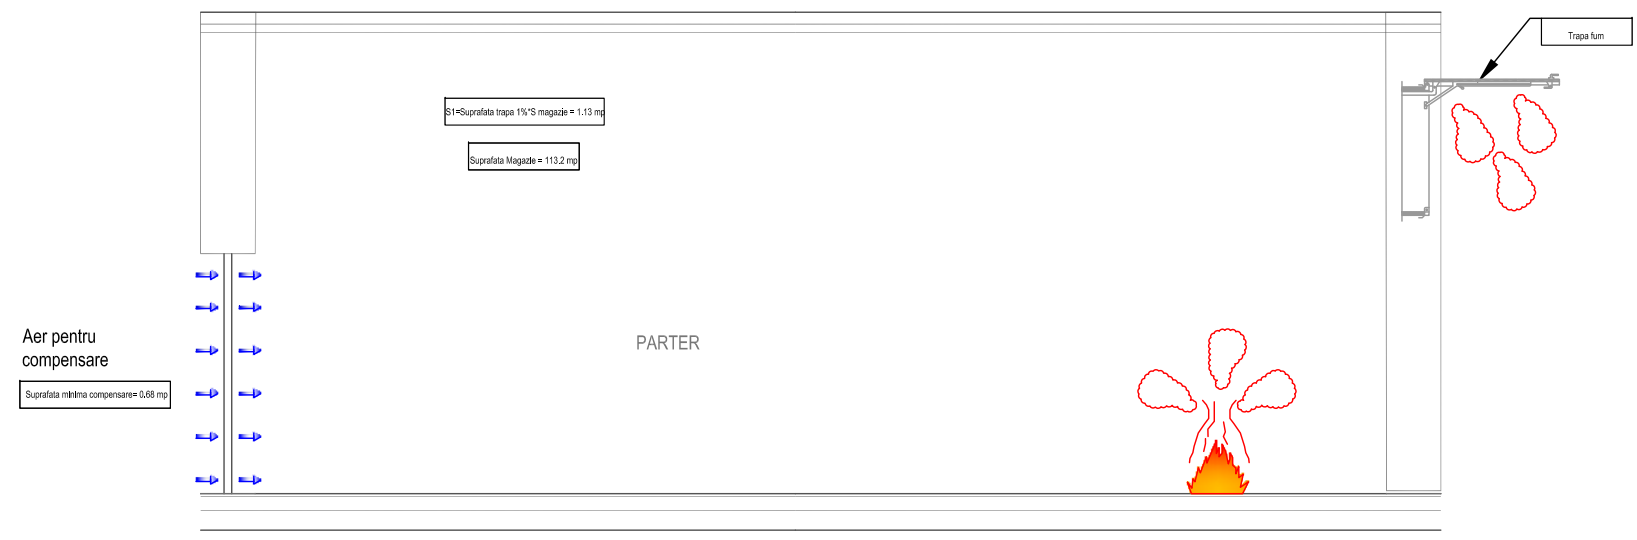 Trapa fum
S1=Suprafata trapa 1%*S magazie = 1.13 mp
Suprafata Magazie = 113.2 mp
Aer pentru
compensare
PARTER
Suprafata minima compensare= 0.68 mp